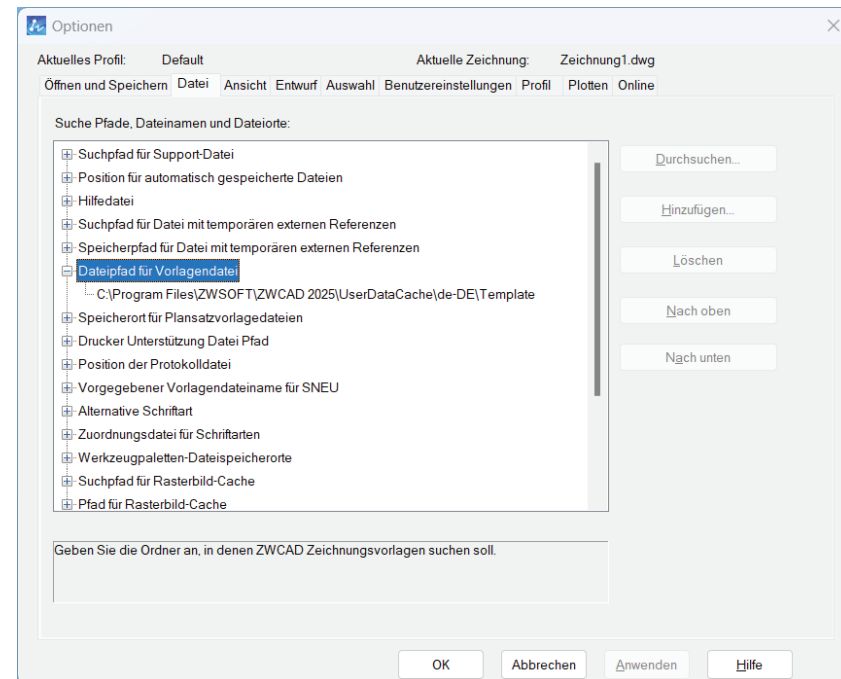 Optionen
Aktuelles Profil: Default Aktuelle Zeichnung: Zeichnung1.dwg
Öffnen und Speichern Datei Ansicht Entwurf Auswahl Benutzereinstellungen Profil Plotten Online
Suche Pfade, Dateinamen und Dateiorte:
Suchpfad für Support-Datei
Position für automatisch gespeicherte Dateien
Hilfedatei
Suchpfad für Datei mit temporären externen Referenzen
Speicherpfad für Datei mit temporären externen Referenzen
Dateipfad für Vorlagendatei
C:\Program Files\ZWSOFT\ZWCAD 2025\UserDataCache\de-DE\Template
Speicherort für Plansatzvorlagedateien
Drucker Unterstützung Datei Pfad
Position der Protokolldatei
Vorgegebener Vorlagendateiname für SNEU
Alternative Schriftart
Zuordnungsdatei für Schriftarten
Werkzeugpaletten-Dateispeicherorte
Suchpfad für Rasterbild-Cache
Pfad für Rasterbild-Cache
Durchsuchen...
Hinzufügen...
Löschen
Nach oben
Nach unten
Geben Sie die Ordner an, in denen ZWCAD Zeichnungsvorlagen suchen soll.
OK Abbrechen Anwenden Hilfe